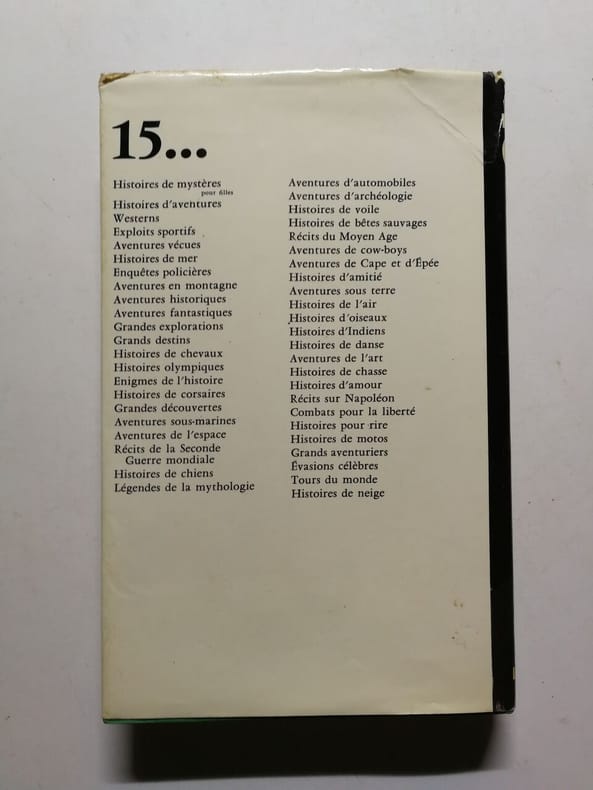 15...
Histoires de mystères
pour filles
Histoires d'aventures
Westerns
Exploits sportifs
Aventures vécues
Histoires de mer
Enquêtes policières
Aventures en montagne
Aventures historiques
Aventures fantastiques
Grandes explorations
Grands destins
Histoires de chevaux
Histoires olympiques
Enigmes de l'histoire
Histoires de corsaires
Grandes découvertes
Aventures sous-marines
Aventures de l'espace
Récits de la Seconde
Guerre mondiale
Histoires de chiens
Légendes de la mythologie
Aventures d'automobiles
Aventures d'archéologie
Histoires de voile
Histoires de bêtes sauvages
Récits du Moyen Age
Aventures de cow-boys
Aventures de Cape et d'Épée
Histoires d'amitié
Aventures sous terre
Histoires de l'air
Histoires d'oiseaux
Histoires d'Indiens
Histoires de danse
Aventures de l'art
Histoires de chasse
Histoires d'amour
Récits sur Napoléon
Combats pour la liberté
Histoires pour rire
Histoires de motos
Grands aventuriers
Évasions célèbres
Tours du monde
Histoires de neige